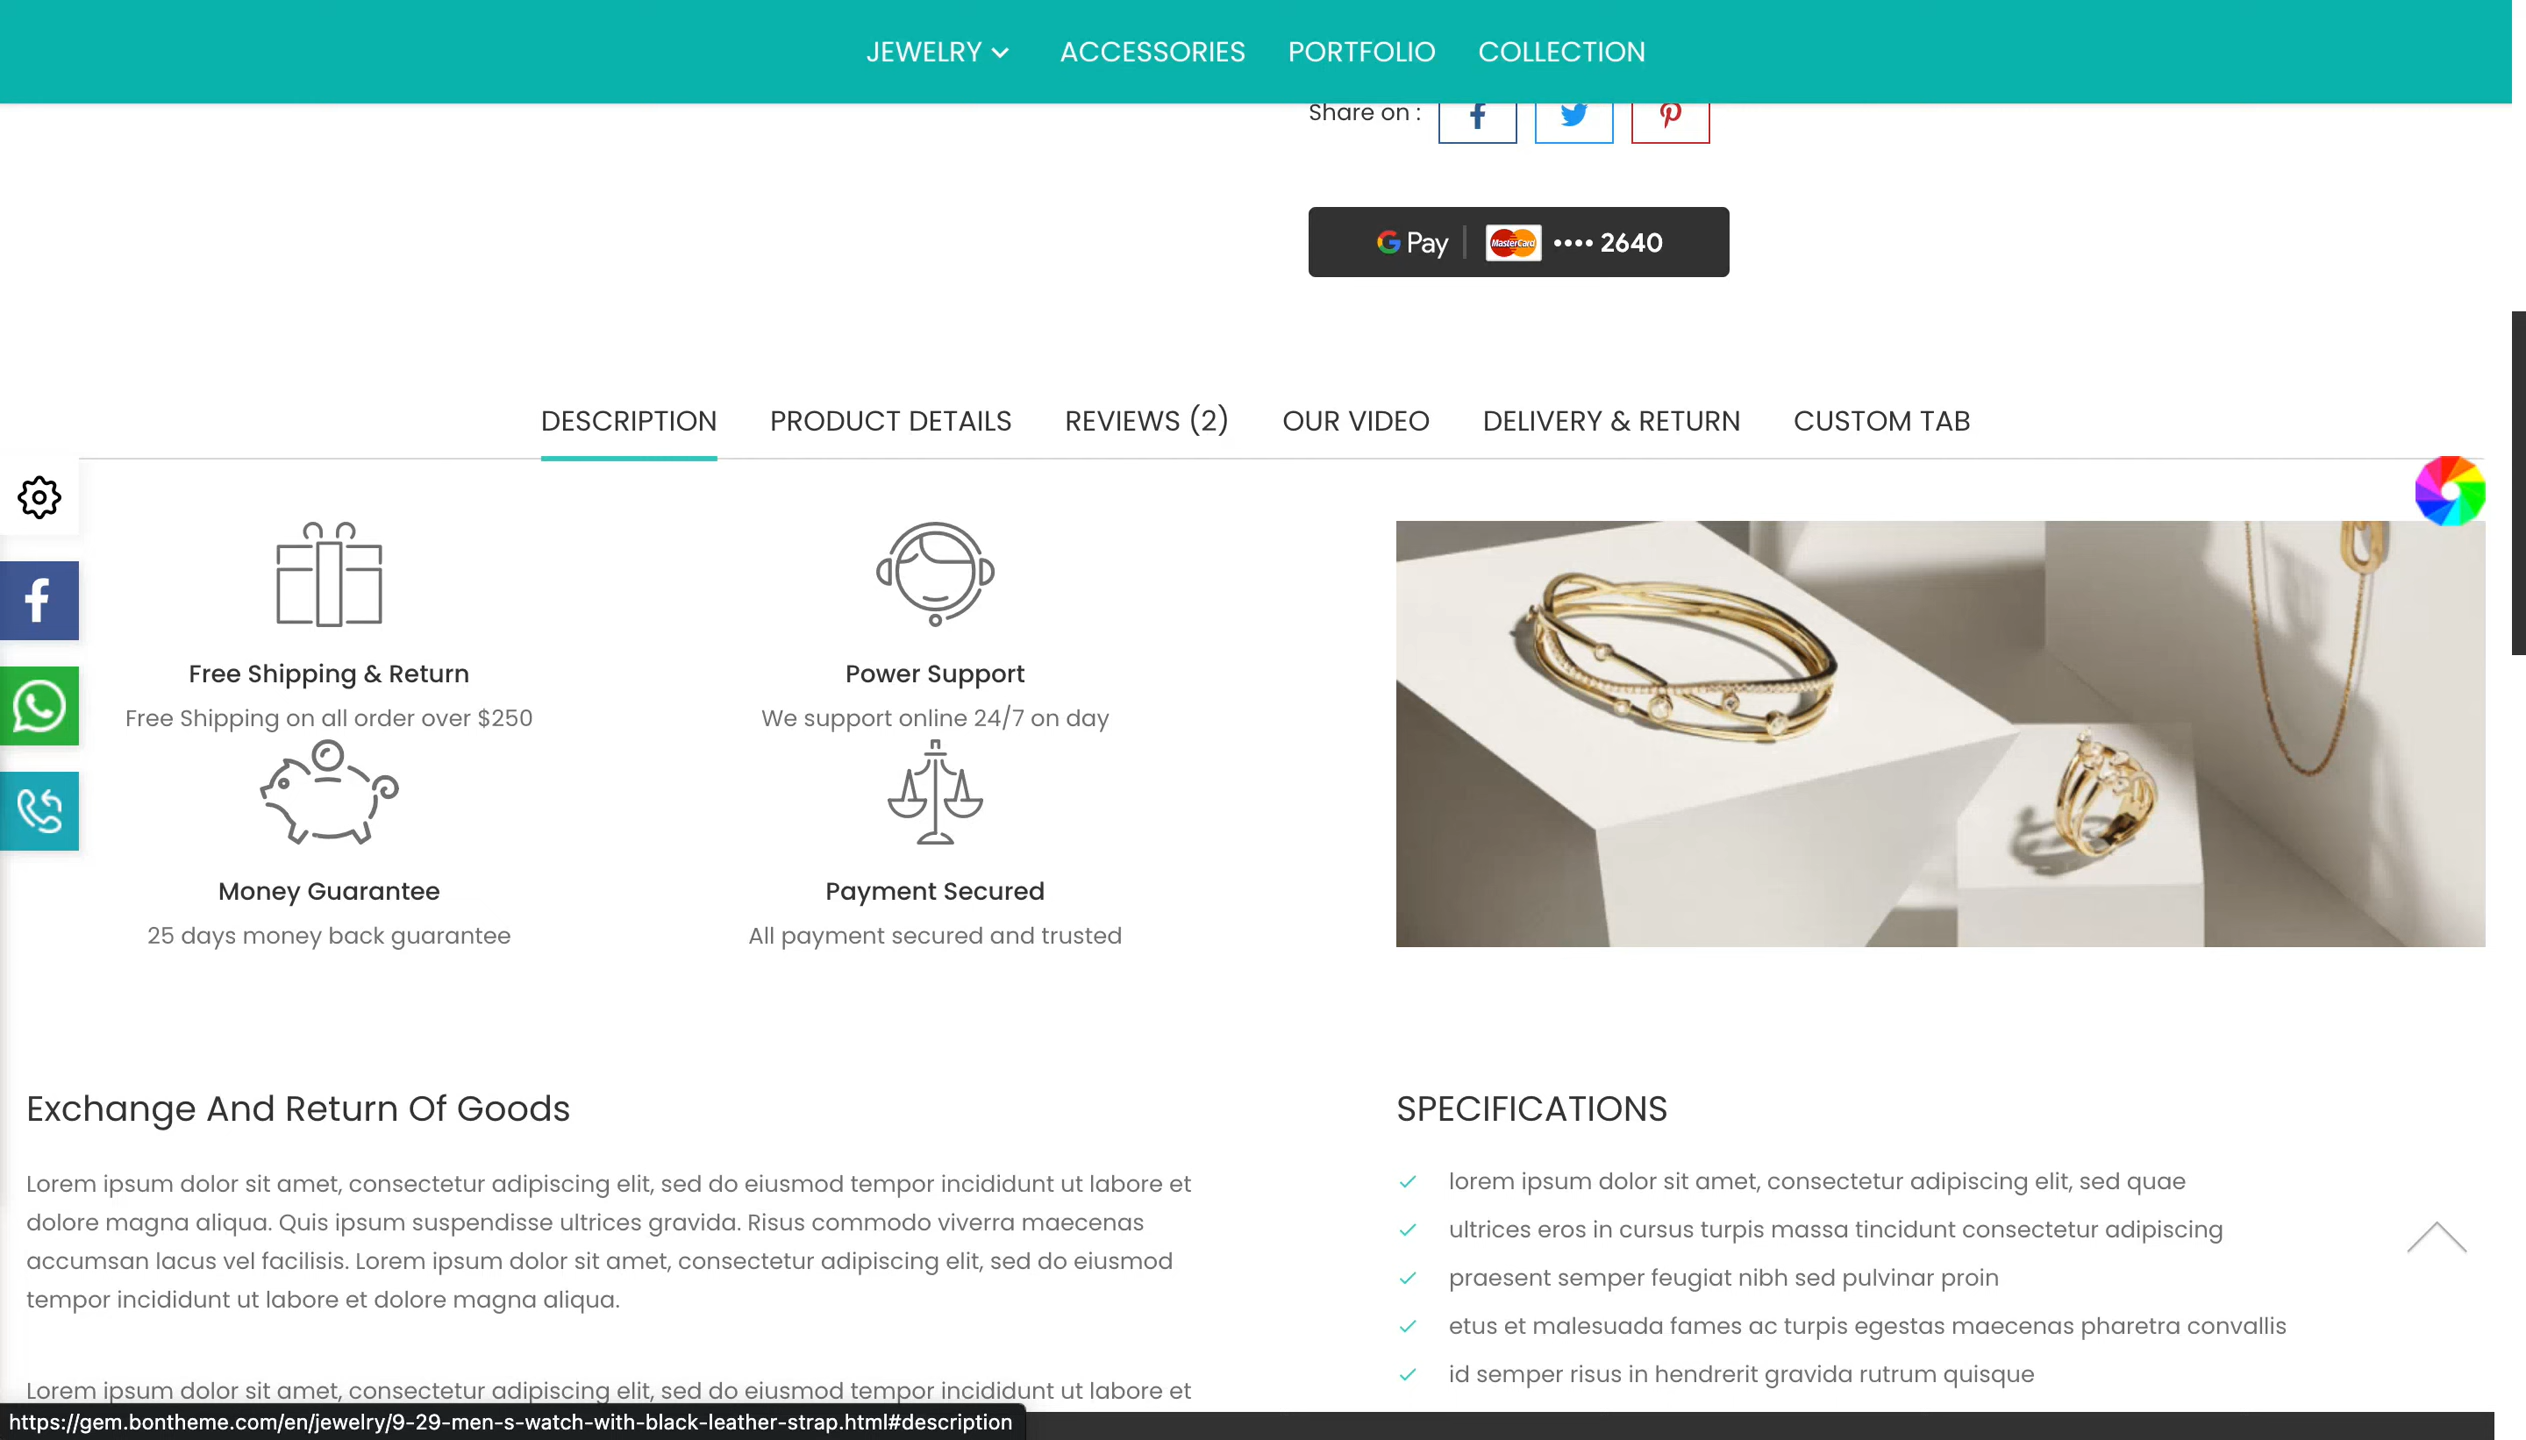 JEWELRY ACCESSORIES PORTFOLIO COLLECTION
Share on :
G Pay MasterCard •••• 2640
DESCRIPTION PRODUCT DETAILS REVIEWS (2) OUR VIDEO DELIVERY & RETURN CUSTOM TAB
Free Shipping & Return
Free Shipping on all order over $250
Power Support
We support online 24/7 on day
Money Guarantee
25 days money back guarantee
Payment Secured
All payment secured and trusted
Exchange And Return Of Goods
Lorem ipsum dolor sit amet, consectetur adipiscing elit, sed do eiusmod tempor incididunt ut labore et
dolore magna aliqua. Quis ipsum suspendisse ultrices gravida. Risus commodo viverra maecenas
accumsan lacus vel facilisis. Lorem ipsum dolor sit amet, consectetur adipiscing elit, sed do eiusmod
tempor incididunt ut labore et dolore magna aliqua.
Lorem ipsum dolor sit amet, consectetur adipiscing elit, sed do eiusmod tempor incididunt ut labore et
SPECIFICATIONS
lorem ipsum dolor sit amet, consectetur adipiscing elit, sed quae
ultrices eros in cursus turpis massa tincidunt consectetur adipiscing
praesent semper feugiat nibh sed pulvinar proin
etus et malesuada fames ac turpis egestas maecenas pharetra convallis
id semper risus in hendrerit gravida rutrum quisque
https://gem.bontheme.com/en/jewelry/9-29-men-s-watch-with-black-leather-strap.html#description